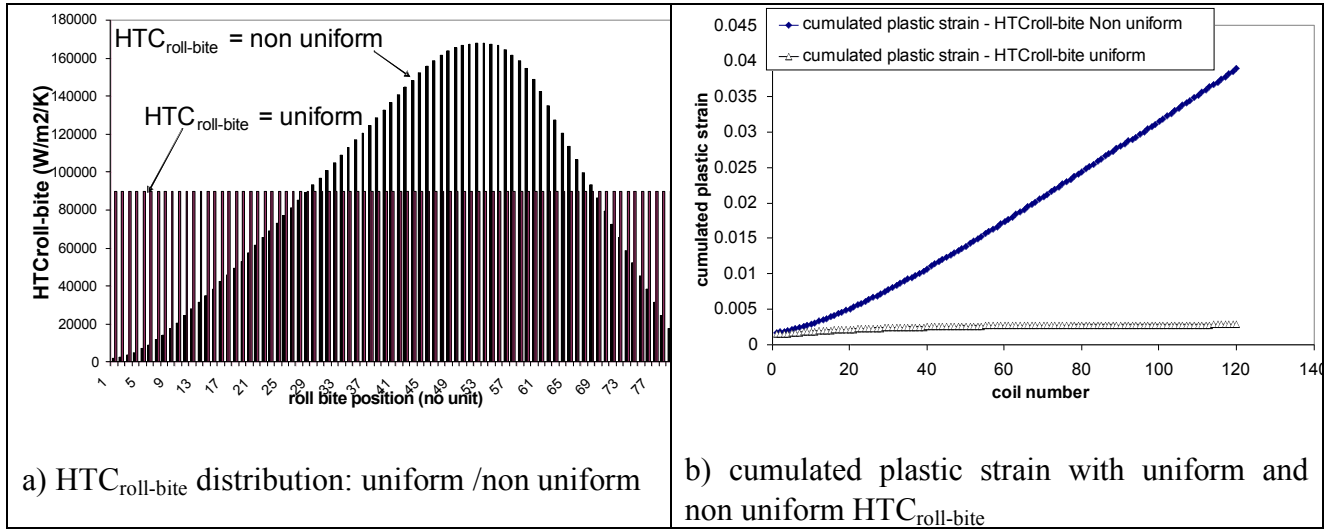 180000
160000
140000
120000
100000
80000
60000
40000
20000
0
HTCroll-bite (W/m2/K)
HTCroll-bite = non uniform
HTCroll-bite = uniform
1 5 9 13 17 21 25 29 33 37 41 45 49 53 57 61 65 69 73 77
roll bite position (no unit)
a) HTCroll-bite distribution: uniform /non uniform
0.045
0.04
0.035
0.03
0.025
0.02
0.015
0.01
0.005
0
cumulated plastic strain
cumulated plastic strain - HTCroll-bite Non uniform
cumulated plastic strain - HTCroll-bite uniform
0 20 40 60 80 100 120 140
coil number
b) cumulated plastic strain with uniform and
non uniform HTCroll-bite